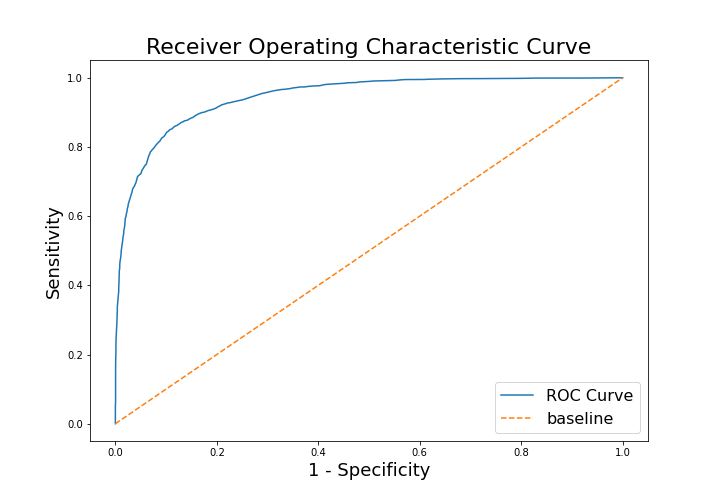 Receiver Operating Characteristic Curve
Sensitivity
1.0
0.8
0.6
0.4
0.2
0.0
ROC Curve
baseline
0.0 0.2 0.4 0.6 0.8 1.0
1 - Specificity